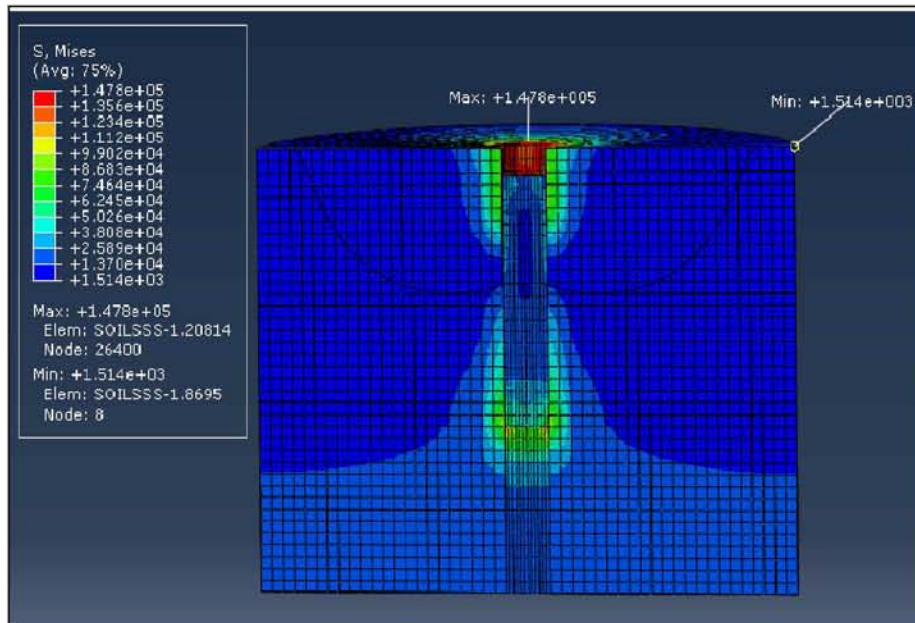 S, Mises
(Avg: 75%)
+1.478e+05
+1.356e+05
+1.234e+05
+1.112e+05
+9.902e+04
+8.683e+04
+7.464e+04
+6.245e+04
+5.026e+04
+3.808e+04
+2.589e+04
+1.370e+04
+1.514e+03
Max: +1.478e+05
Elem: SOILSSS-1.20814
Node: 26400
Min: +1.514e+03
Elem: SOILSSS-1.8695
Node: 8
Max: +1.478e+005
Min: +1.514e+003